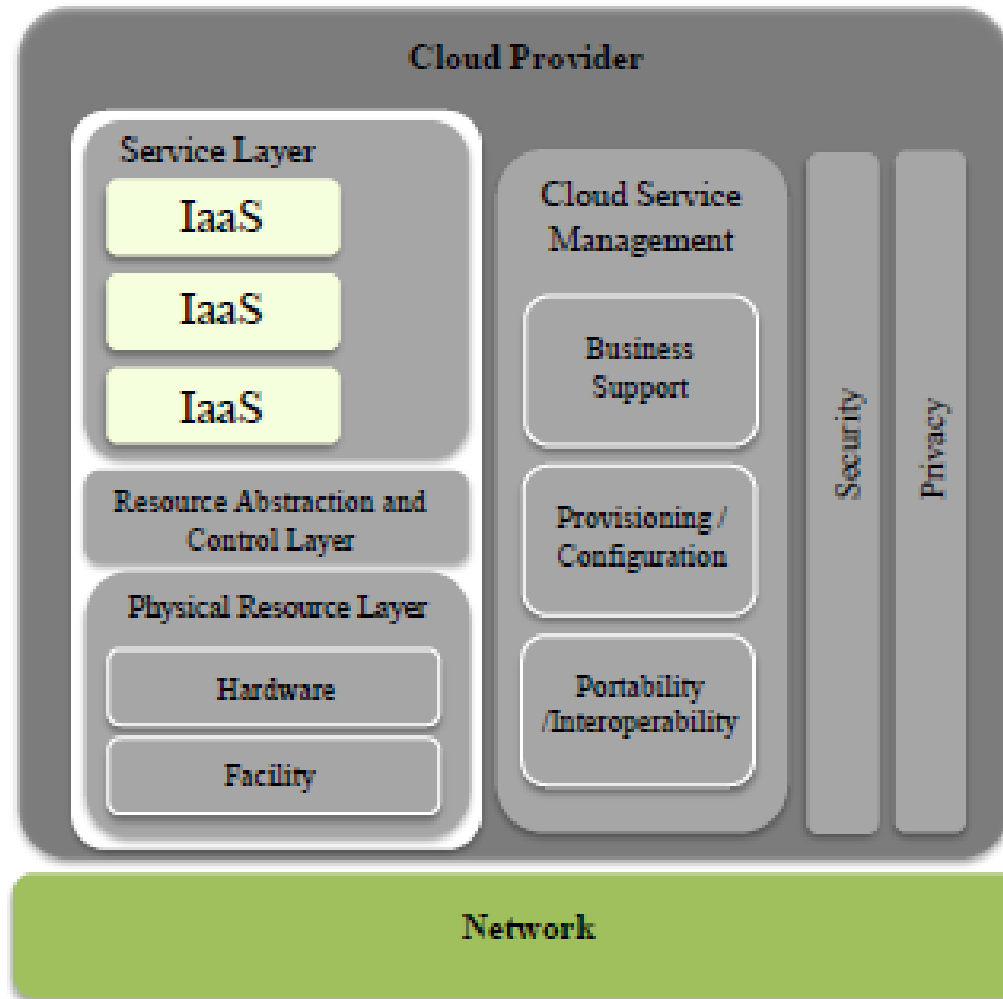 Cloud Provider
Service Layer
IaaS
IaaS
IaaS
Resource Abstraction and
Control Layer
Physical Resource Layer
Hardware
Facility
Cloud Service
Management
Business
Support
Provisioning /
Configuration
Portability
/Interoperability
Security
Privacy
Network